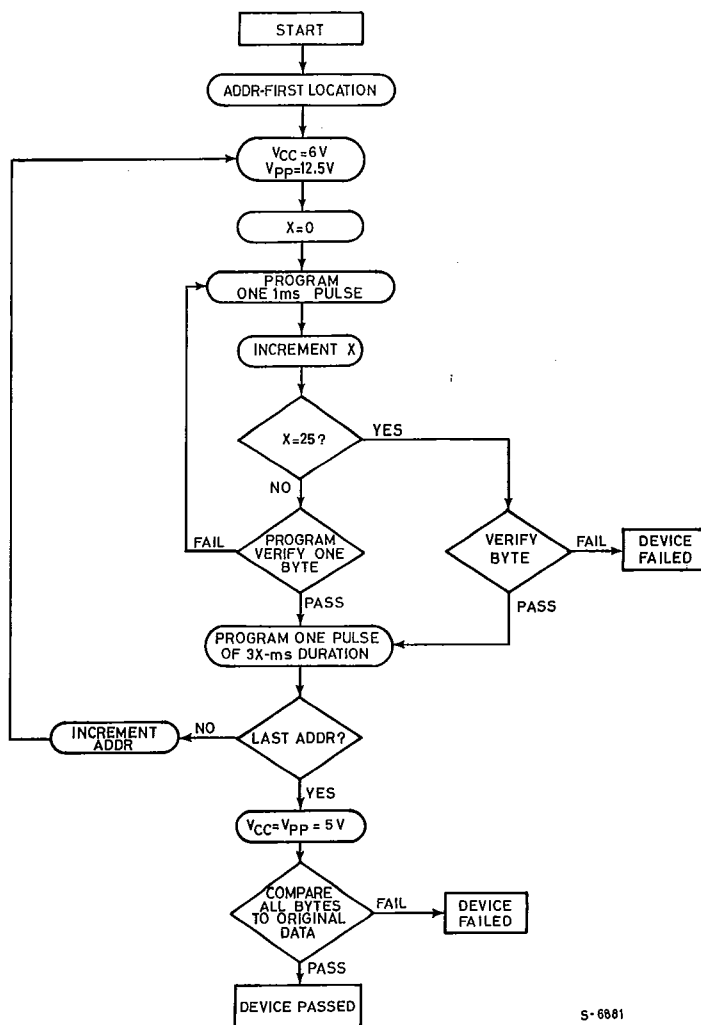 START
ADDR-FIRST LOCATION
VCC=6V
VPP=12.5V
X=0
PROGRAM
ONE 1ms PULSE
INCREMENT X
X=25?
YES
NO
FAIL
PROGRAM
VERIFY ONE
BYTE
VERIFY
BYTE
FAIL
DEVICE
FAILED
PASS
PASS
PROGRAM ONE PULSE
OF 3X-ms DURATION
INCREMENT
ADDR
NO
LAST ADDR?
YES
VCC=VPP=5V
COMPARE
ALL BYTES
TO ORIGINAL
DATA
FAIL
DEVICE
FAILED
PASS
DEVICE PASSED
S-6881